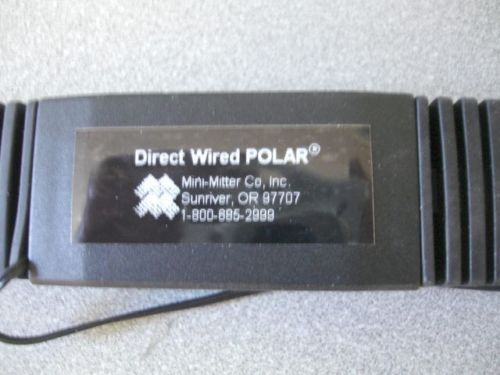 Direct Wired POLAR®
Mini-Mitter Co, Inc.
Sunriver, OR 97707
1-800-685-2999